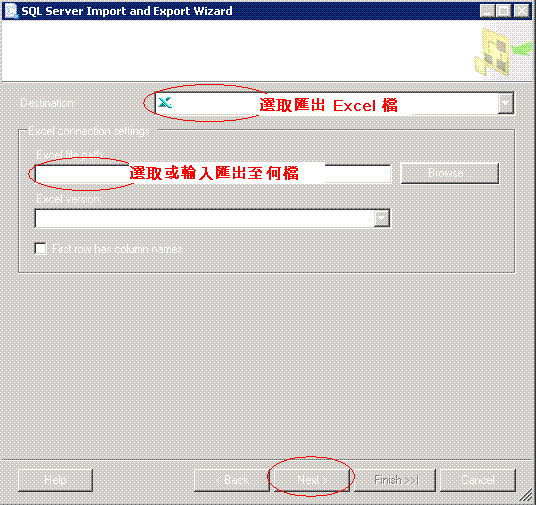 SQL Server Import and Export Wizard
Destination:
選取匯出 Excel 檔
Excel connection settings
Excel file path:
選取或輸入匯出至何檔
Browse...
Excel version:
First row has column names
Help
< Back
Next >
Finish >>|
Cancel